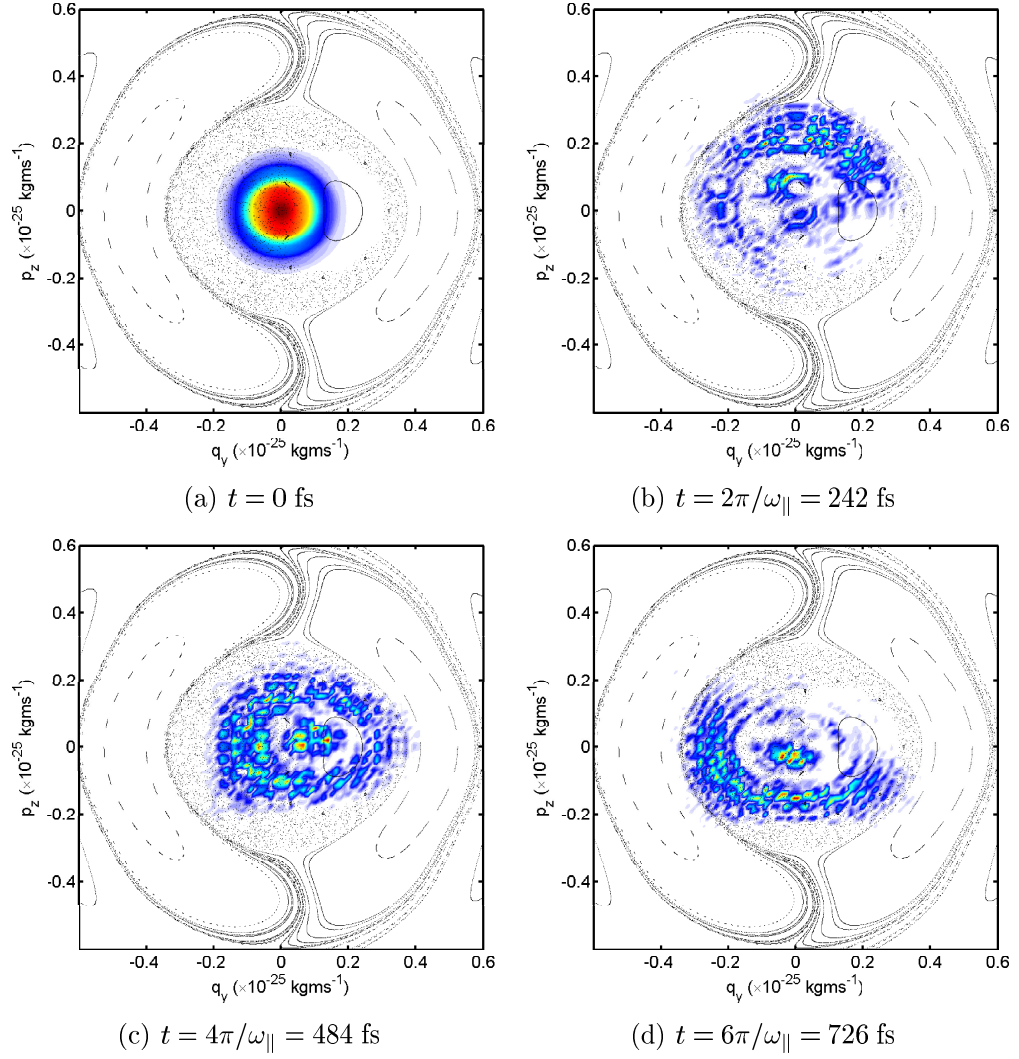 0.6
0.4
0.2
0
-0.2
-0.4
p_z (×10^-25 kgms^-1)
-0.4 -0.2 0 0.2 0.4 0.6
q_y (×10^-25 kgms^-1)
(a) t = 0 fs
0.6
0.4
0.2
0
-0.2
-0.4
p_z (×10^-25 kgms^-1)
-0.4 -0.2 0 0.2 0.4 0.6
q_y (×10^-25 kgms^-1)
(b) t = 2π/ω_∥ = 242 fs
0.6
0.4
0.2
0
-0.2
-0.4
p_z (×10^-25 kgms^-1)
-0.4 -0.2 0 0.2 0.4 0.6
q_y (×10^-25 kgms^-1)
(c) t = 4π/ω_∥ = 484 fs
0.6
0.4
0.2
0
-0.2
-0.4
p_z (×10^-25 kgms^-1)
-0.4 -0.2 0 0.2 0.4 0.6
q_y (×10^-25 kgms^-1)
(d) t = 6π/ω_∥ = 726 fs